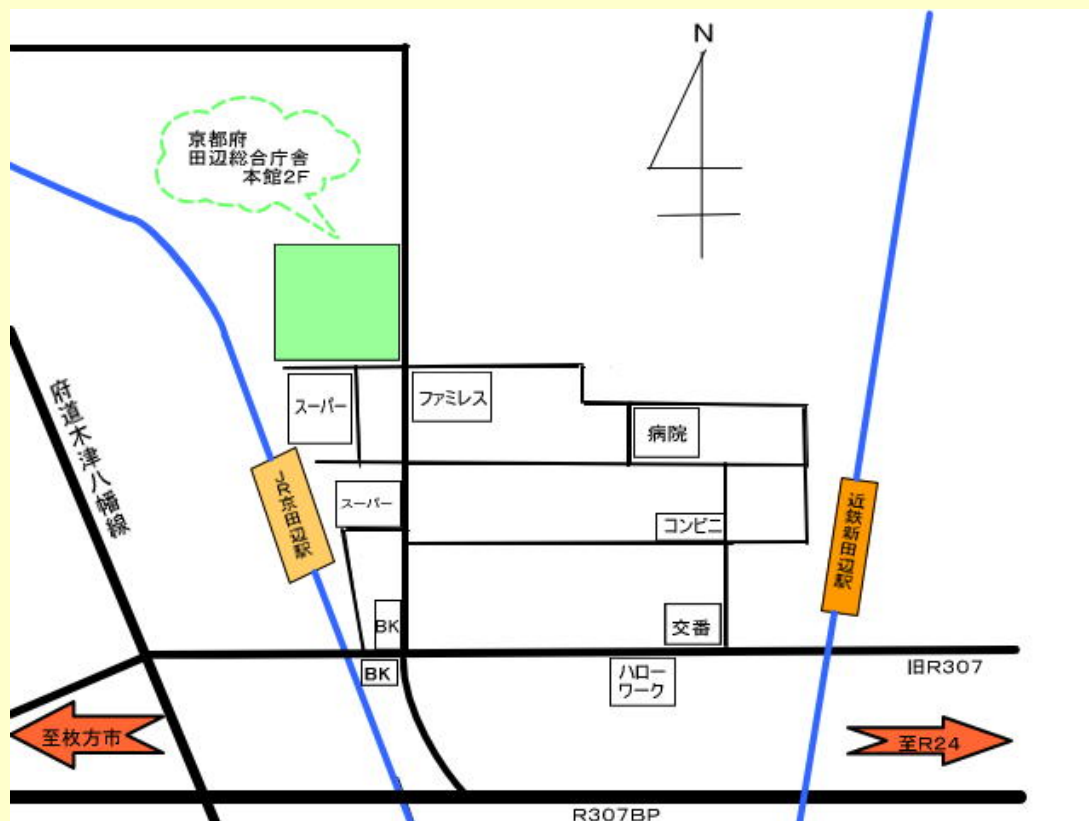 N
京都府
田辺総合庁舎
本館2F
府道木津八幡線
スーパー
ファミレス
病院
JR京田辺駅
スーパー
コンビニ
近鉄新田辺駅
BK
交番
BK
ハロー
ワーク
旧R307
至枚方市
至R24
R307BP